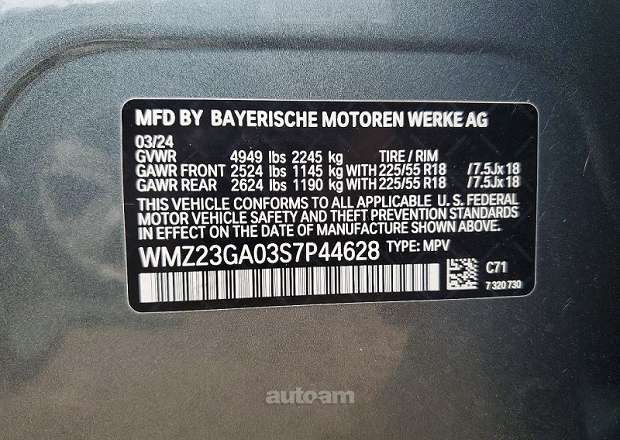 MFD BY BAYERISCHE MOTOREN WERKE AG
03/24
GVWR 4949 lbs 2245 kg TIRE / RIM
GAWR FRONT 2524 lbs 1145 kg WITH 225/55 R18 /7.5Jx18
GAWR REAR 2624 lbs 1190 kg WITH 225/55 R18 /7.5Jx18
THIS VEHICLE CONFORMS TO ALL APPLICABLE U. S. FEDERAL
MOTOR VEHICLE SAFETY AND THEFT PREVENTION STANDARDS
IN EFFECT ON THE DATE OF MANUFACTURE SHOWN ABOVE.
WMZ23GA03S7P44628 TYPE: MPV
C71
7 320 730
auto.am